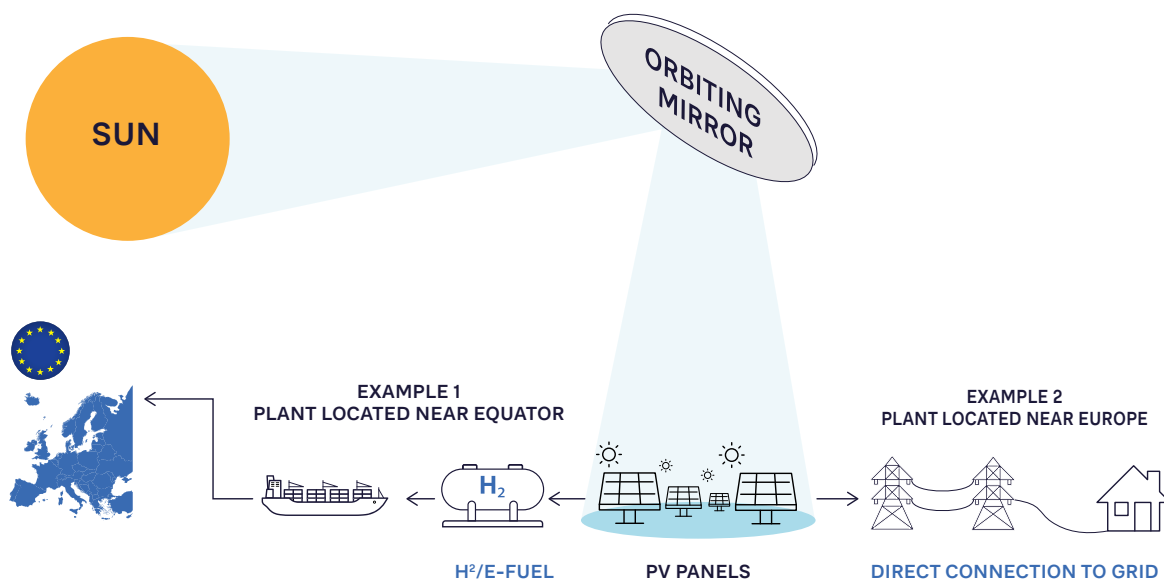 SUN
ORBITING
MIRROR
EXAMPLE 1
PLANT LOCATED NEAR EQUATOR
EXAMPLE 2
PLANT LOCATED NEAR EUROPE
H₂
H²/E-FUEL
PV PANELS
DIRECT CONNECTION TO GRID